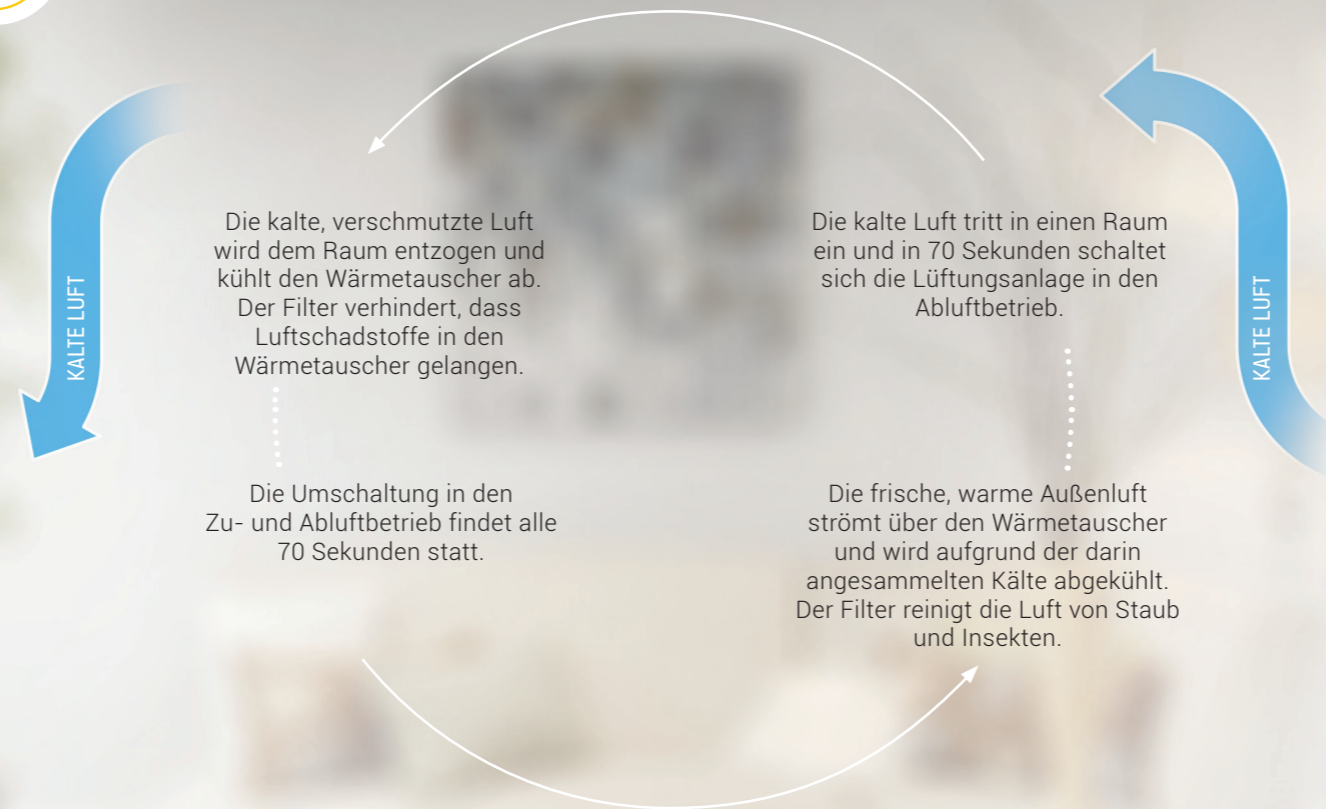 KALTE LUFT
Die kalte, verschmutzte Luft
wird dem Raum entzogen und
kühlt den Wärmetauscher ab.
Der Filter verhindert, dass
Luftschadstoffe in den
Wärmetauscher gelangen.
Die Umschaltung in den
Zu- und Abluftbetrieb findet alle
70 Sekunden statt.
Die kalte Luft tritt in einen Raum
ein und in 70 Sekunden schaltet
sich die Lüftungsanlage in den
Abluftbetrieb.
Die frische, warme Außenluft
strömt über den Wärmetauscher
und wird aufgrund der darin
angesammelten Kälte abgekühlt.
Der Filter reinigt die Luft von Staub
und Insekten.
KALTE LUFT